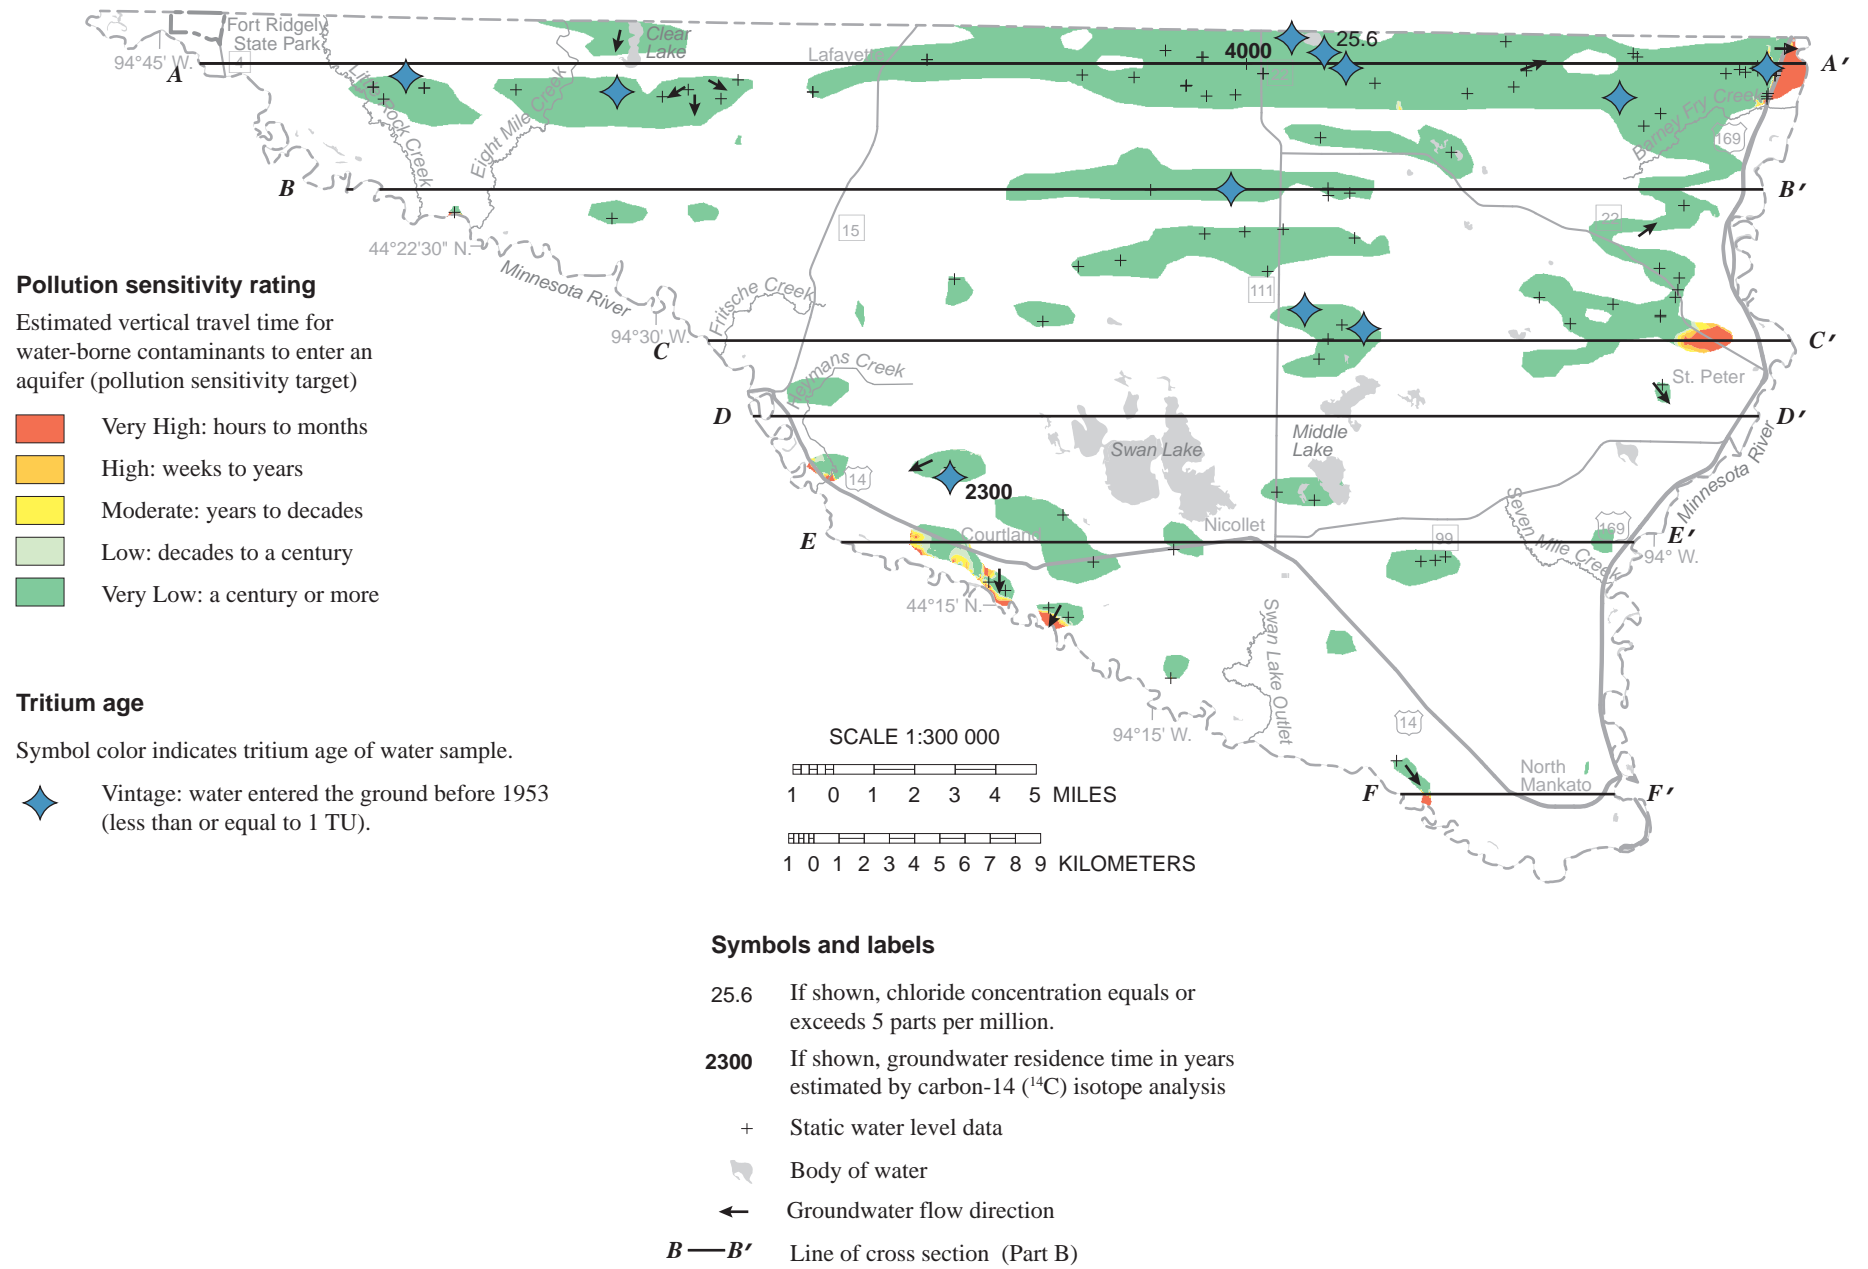 Fort Ridgely
State Park
Clear
Lake
Lafayette
4000
25.6
94°45' W.
4
A
A′
22
Little Rock Creek
Eight Mile Creek
Barney Fry Creek
169
B
B′
15
22
44°22'30" N.
Minnesota River
111
Pollution sensitivity rating
Estimated vertical travel time for
water-borne contaminants to enter an
aquifer (pollution sensitivity target)
Very High: hours to months
High: weeks to years
Moderate: years to decades
Low: decades to a century
Very Low: a century or more
Fritsche Creek
94°30' W.
C
C′
Heymans Creek
St. Peter
D
D′
Swan Lake
Middle
Lake
14
2300
Minnesota River
Courtland
Nicollet
Seven Mile Creek
169
99
E
E′
94° W.
44°15' N.
Swan Lake Outlet
94°15' W.
14
North
Mankato
F
F′
Tritium age
Symbol color indicates tritium age of water sample.
Vintage: water entered the ground before 1953
(less than or equal to 1 TU).
SCALE 1:300 000
1 0 1 2 3 4 5 MILES
1 0 1 2 3 4 5 6 7 8 9 KILOMETERS
Symbols and labels
25.6 If shown, chloride concentration equals or
exceeds 5 parts per million.
2300 If shown, groundwater residence time in years
estimated by carbon-14 (¹⁴C) isotope analysis
+ Static water level data
Body of water
Groundwater flow direction
B — B′ Line of cross section (Part B)